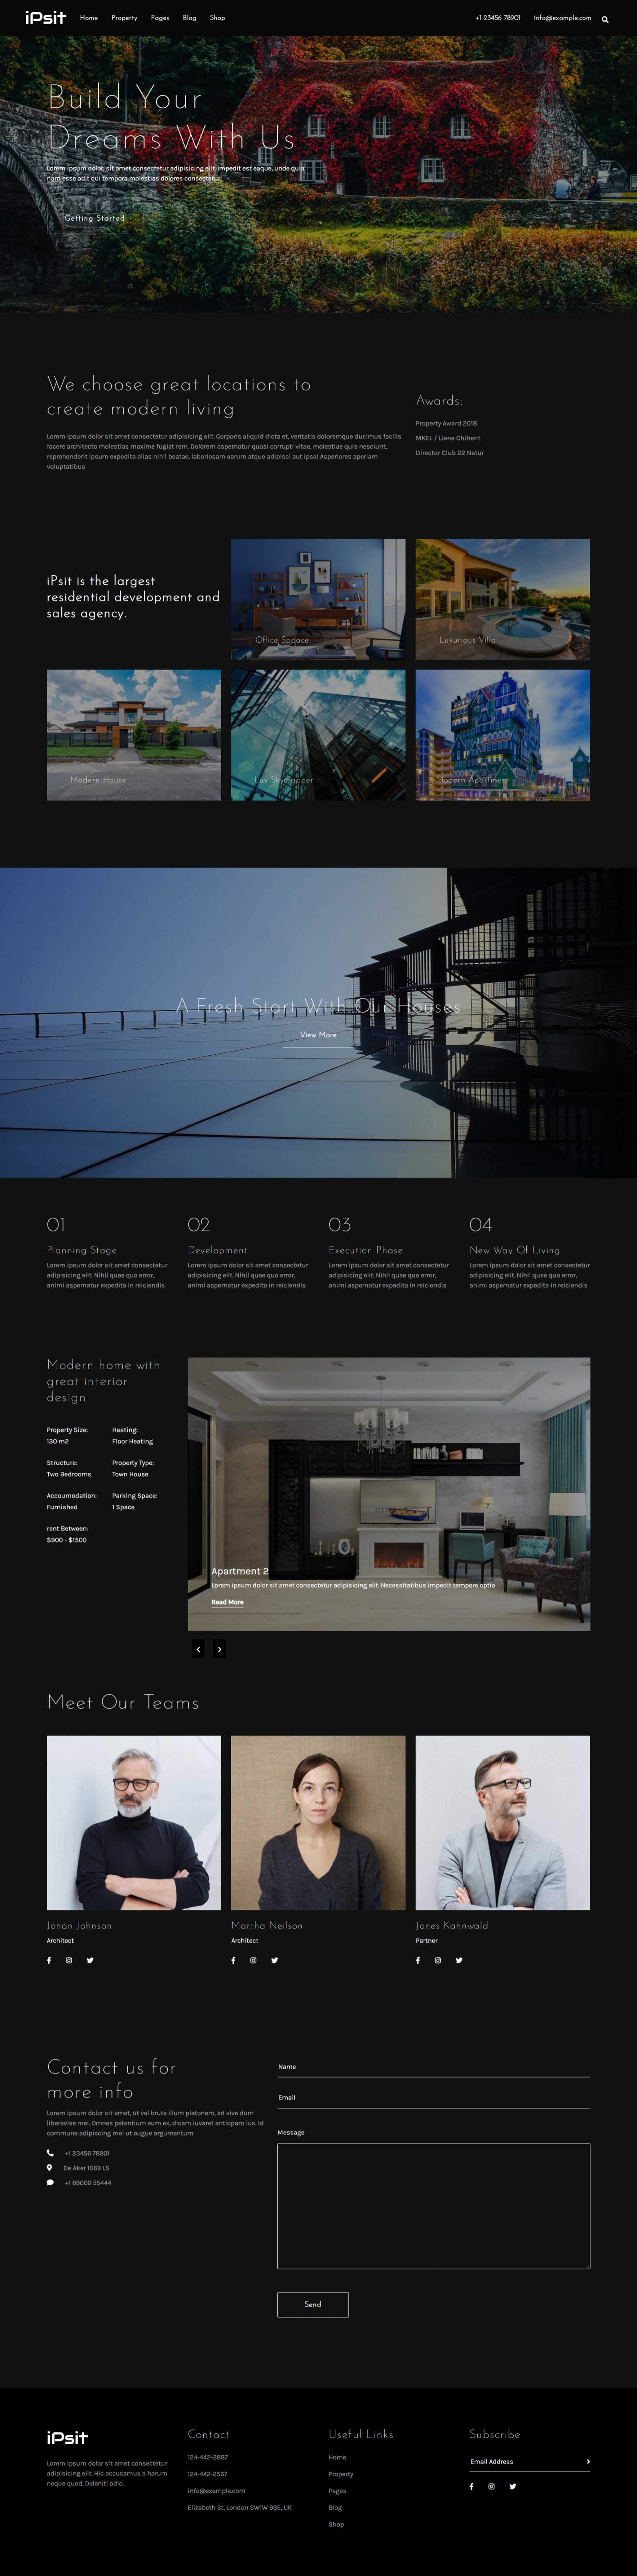 iPsit
Home
Property
Pages
Blog
Shop
+1 23456 78901
info@example.com
Build Your
Dreams With Us
Lorem ipsum dolor, sit amet consectetur adipisicing elit. Impedit est eaque, unde quia
nam esse odit qui tempora molestias dolores consectetur,
Getting Started
We choose great locations to
create modern living
Lorem ipsum dolor sit amet consectetur adipisicing elit. Corporis aliquid dicta et, veritatis doloremque ducimus facilis
facere architecto molestias maxime fugiat rem. Dolorem aspernatur quasi corrupti vitae, molestiae quis nesciunt,
reprehenderit ipsum expedita alias nihil beatae, laboriosam earum atque adipisci aut ipsa! Asperiores aperiam
voluptatibus
Awards:
Property Award 2018
MKEL / Liene Chihent
Director Club 22 Natur
iPsit is the largest
residential development and
sales agency.
Office Sppace
Luxurious Villa
Modern House
Lux Skyscrapper
Modern Apartment
A Fresh Start With Our Houses
View More
01
Planning Stage
Lorem ipsum dolor sit amet consectetur
adipisicing elit. Nihil quae quo error,
animi aspernatur expedita in reiciendis
02
Development
Lorem ipsum dolor sit amet consectetur
adipisicing elit. Nihil quae quo error,
animi aspernatur expedita in reiciendis
03
Execution Phase
Lorem ipsum dolor sit amet consectetur
adipisicing elit. Nihil quae quo error,
animi aspernatur expedita in reiciendis
04
New Way Of Living
Lorem ipsum dolor sit amet consectetur
adipisicing elit. Nihil quae quo error,
animi aspernatur expedita in reiciendis
Modern home with
great interior
design
Property Size:
130 m2
Heating:
Floor Heating
Structure:
Two Bedrooms
Property Type:
Town House
Accoumodation:
Furnished
Parking Space:
1 Space
rent Between:
$900 - $1500
Apartment 2
Lorem ipsum dolor sit amet consectetur adipisicing elit. Necessitatibus impedit tempore optio
Read More
Meet Our Teams
Johan Johnson
Architect
Martha Neilson
Architect
Jones Kahnwald
Partner
Contact us for
more info
Lorem ipsum dolor sit amet, ut vel brute illum platonem, ad vive dum
liberavise mei. Omnes petentium eum ex, dicam iuvaret antiopam ius. Id
commune adipiscing mei ut augue argumentum
+1 23456 78901
De Aker 1069 LS
+1 69000 55444
Name
Email
Message
Send
iPsit
Lorem ipsum dolor sit amet consectetur
adipisicing elit. Hic accusamus a harum
neque quod. Deleniti odio.
Contact
124-442-2887
124-442-2567
info@example.com
Elizabeth St, London SW1W 9BE, UK
Useful Links
Home
Property
Pages
Blog
Shop
Subscribe
Email Address